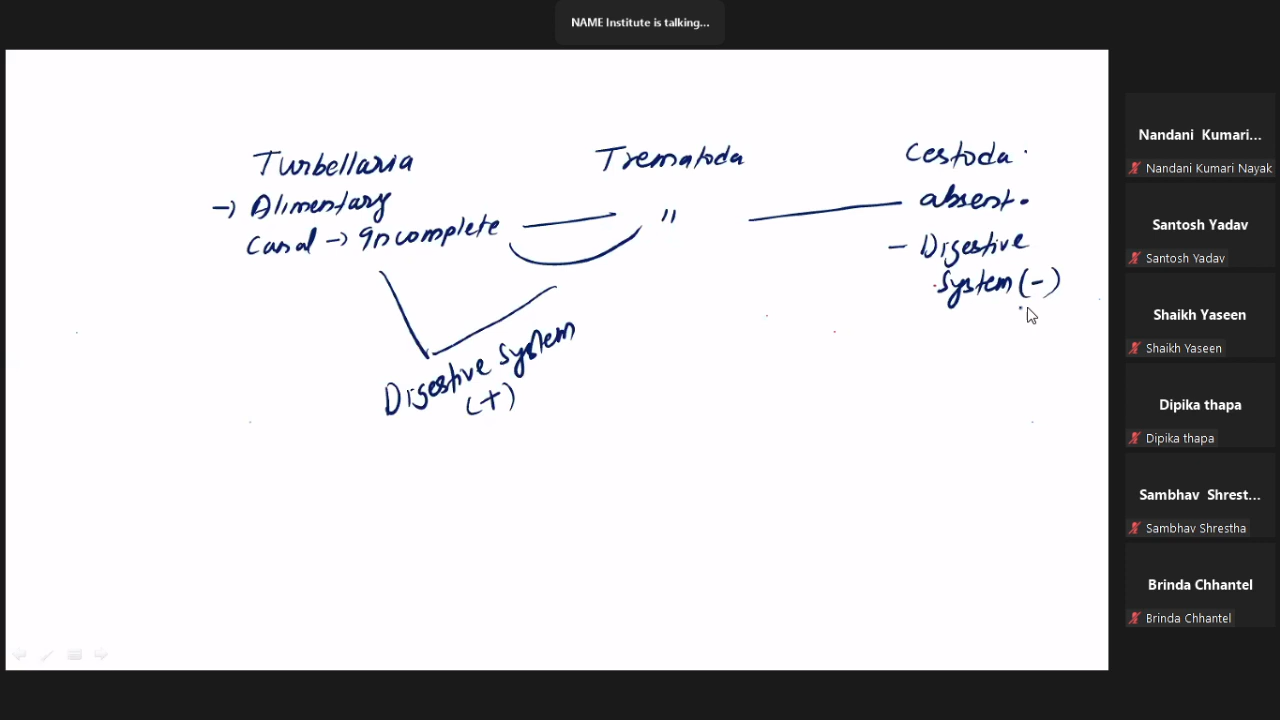 NAME Institute is talking...
Turbellaria
Trematoda
Cestoda.
→ Alimentary
Canal → Incomplete
"
absent.
- Digestive
System (-)
Digestive System
(+)
Nandani Kumari...
Nandani Kumari Nayak
Santosh Yadav
Santosh Yadav
Shaikh Yaseen
Shaikh Yaseen
Dipika thapa
Dipika thapa
Sambhav Shrest...
Sambhav Shrestha
Brinda Chhantel
Brinda Chhantel